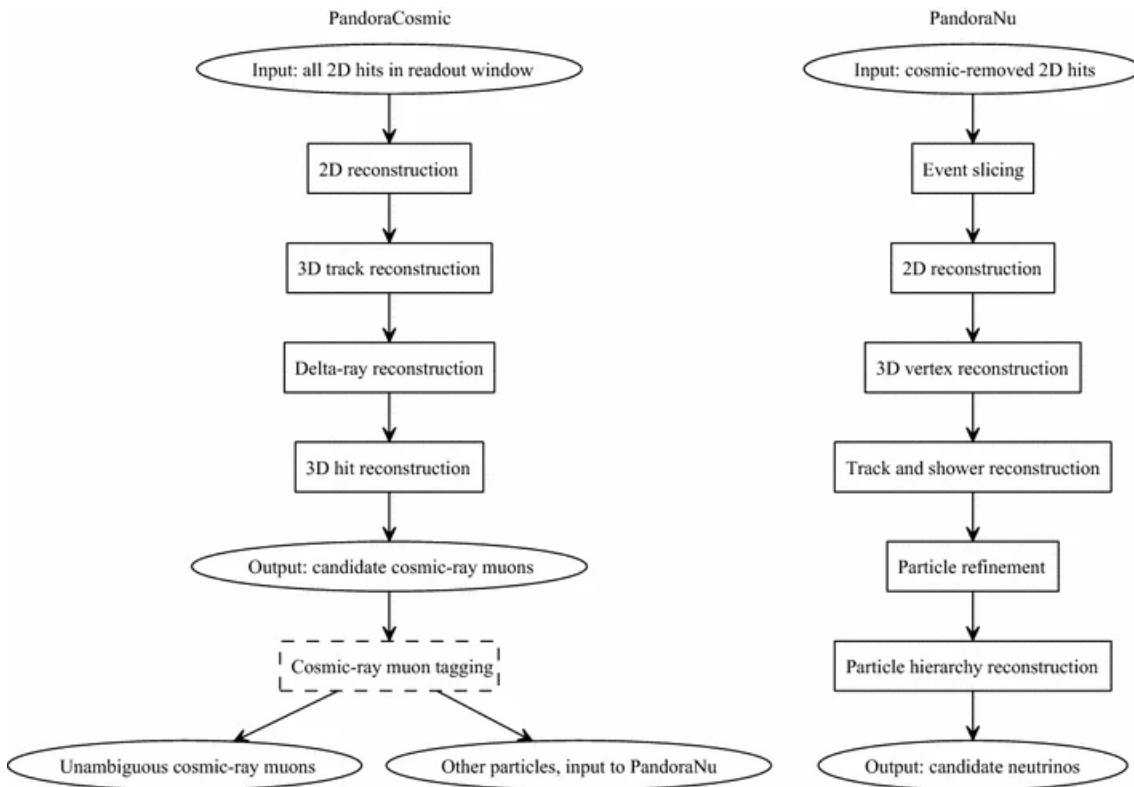 PandoraCosmic
Input: all 2D hits in readout window
2D reconstruction
3D track reconstruction
Delta-ray reconstruction
3D hit reconstruction
Output: candidate cosmic-ray muons
Cosmic-ray muon tagging
Unambiguous cosmic-ray muons
Other particles, input to PandoraNu
PandoraNu
Input: cosmic-removed 2D hits
Event slicing
2D reconstruction
3D vertex reconstruction
Track and shower reconstruction
Particle refinement
Particle hierarchy reconstruction
Output: candidate neutrinos